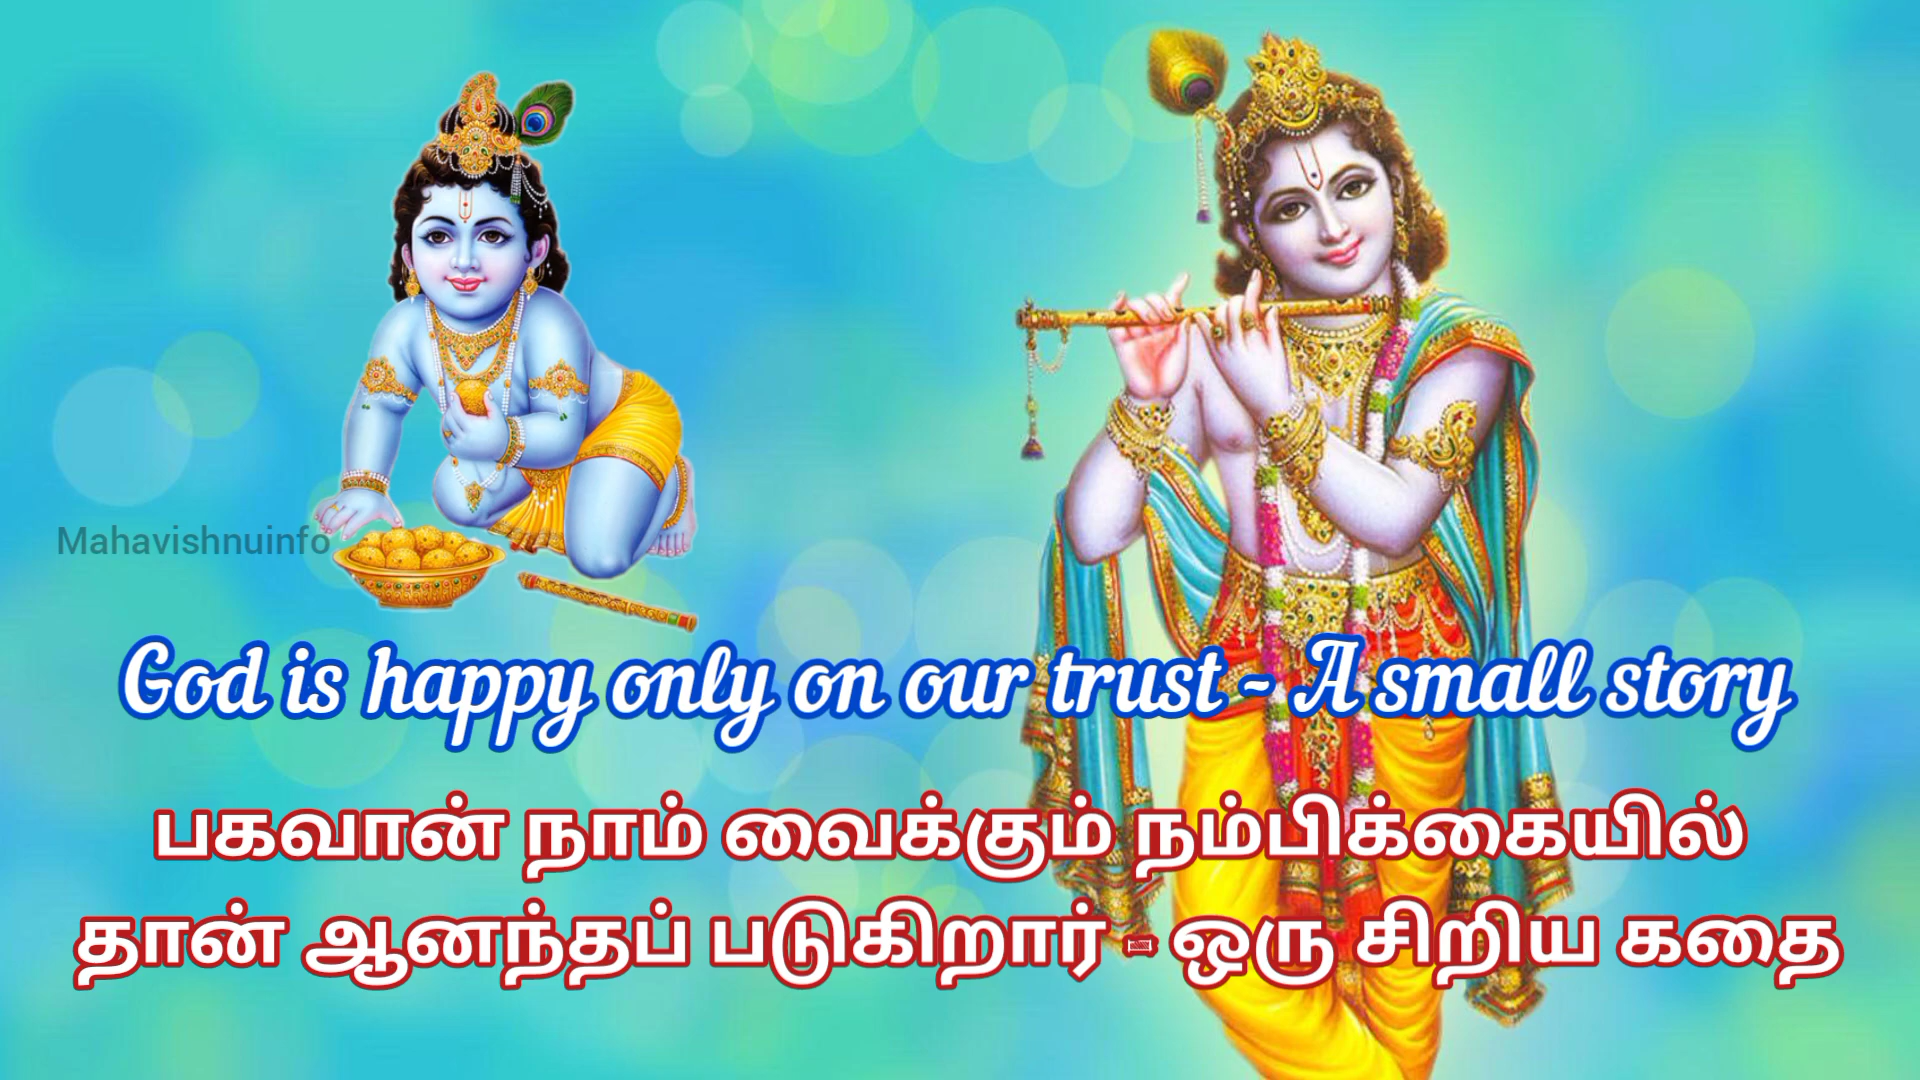 Mahavishnuinfo
God is happy only on our trust - A small story
பகவான் நாம் வைக்கும் நம்பிக்கையில்
தான் ஆனந்தப் படுகிறார் - ஒரு சிறிய கதை